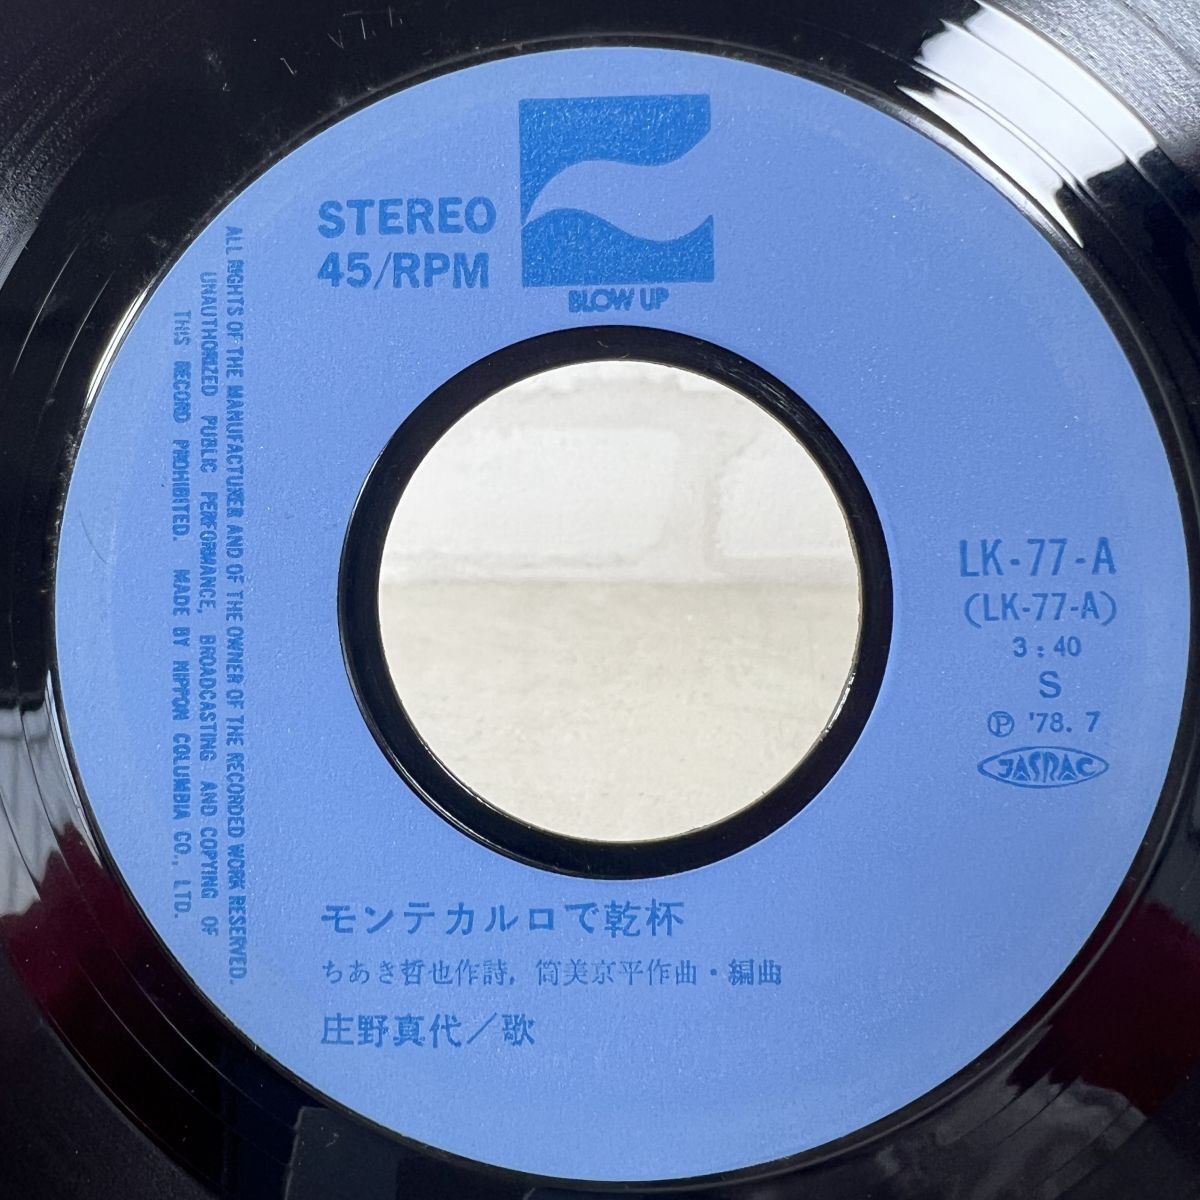 BLOW UP
STEREO
45/RPM
ALL RIGHTS OF THE MANUFACTURER AND OF THE OWNER OF THE RECORDED WORK RESERVED.
UNAUTHORIZED PUBLIC PERFORMANCE, BROADCASTING AND COPYING OF
THIS RECORD PROHIBITED. MADE BY NIPPON COLUMBIA CO., LTD.
LK-77-A
(LK-77-A)
3:40
S
Ⓟ '78.7
JASRAC
モンテカルロで乾杯
ちあき哲也作詩, 筒美京平作曲・編曲
庄野真代/歌